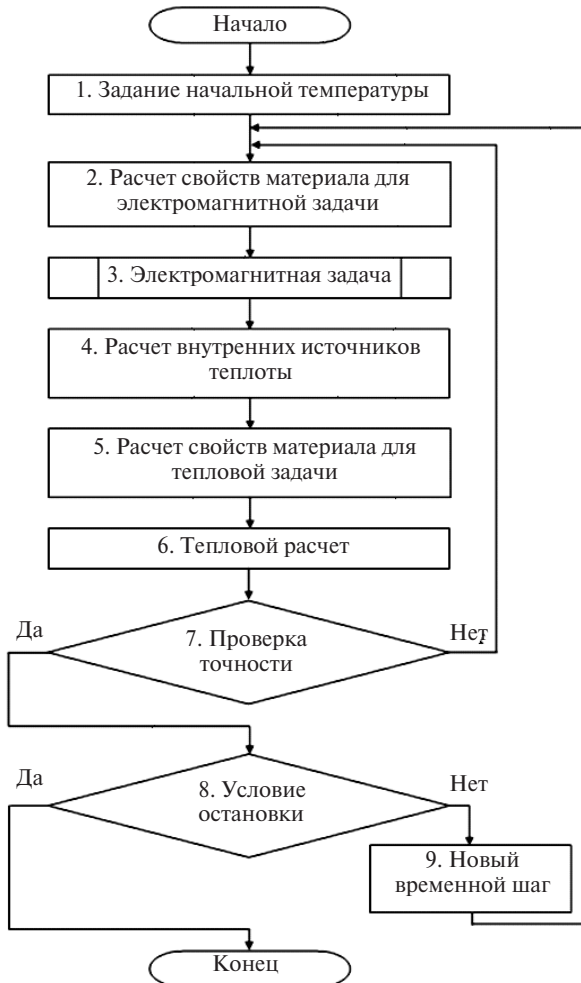 Начало
1. Задание начальной температуры
2. Расчет свойств материала для
электромагнитной задачи
3. Электромагнитная задача
4. Расчет внутренних источников
теплоты
5. Расчет свойств материала для
тепловой задачи
6. Тепловой расчет
Да
Нет
7. Проверка
точности
Да
Нет
8. Условие
остановки
9. Новый
временной шаг
Конец